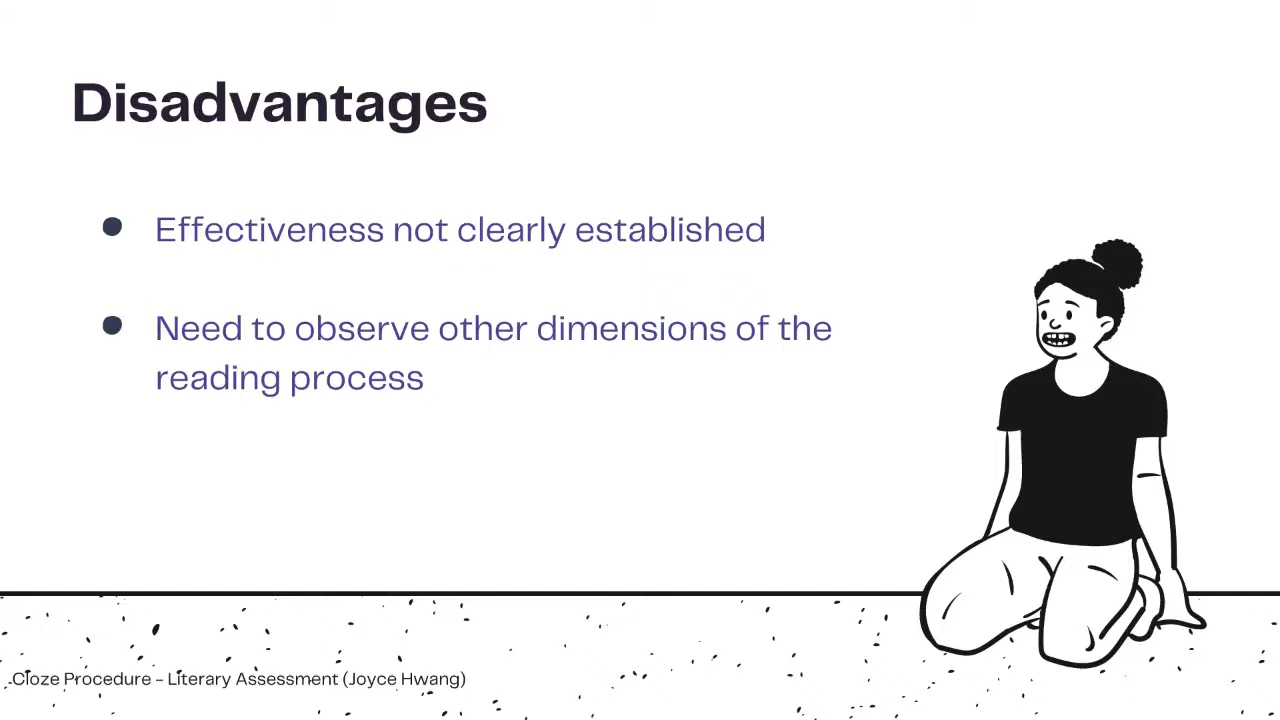 Disadvantages
Effectiveness not clearly established
Need to observe other dimensions of the
reading process
Cloze Procedure - Literary Assessment (Joyce Hwang)